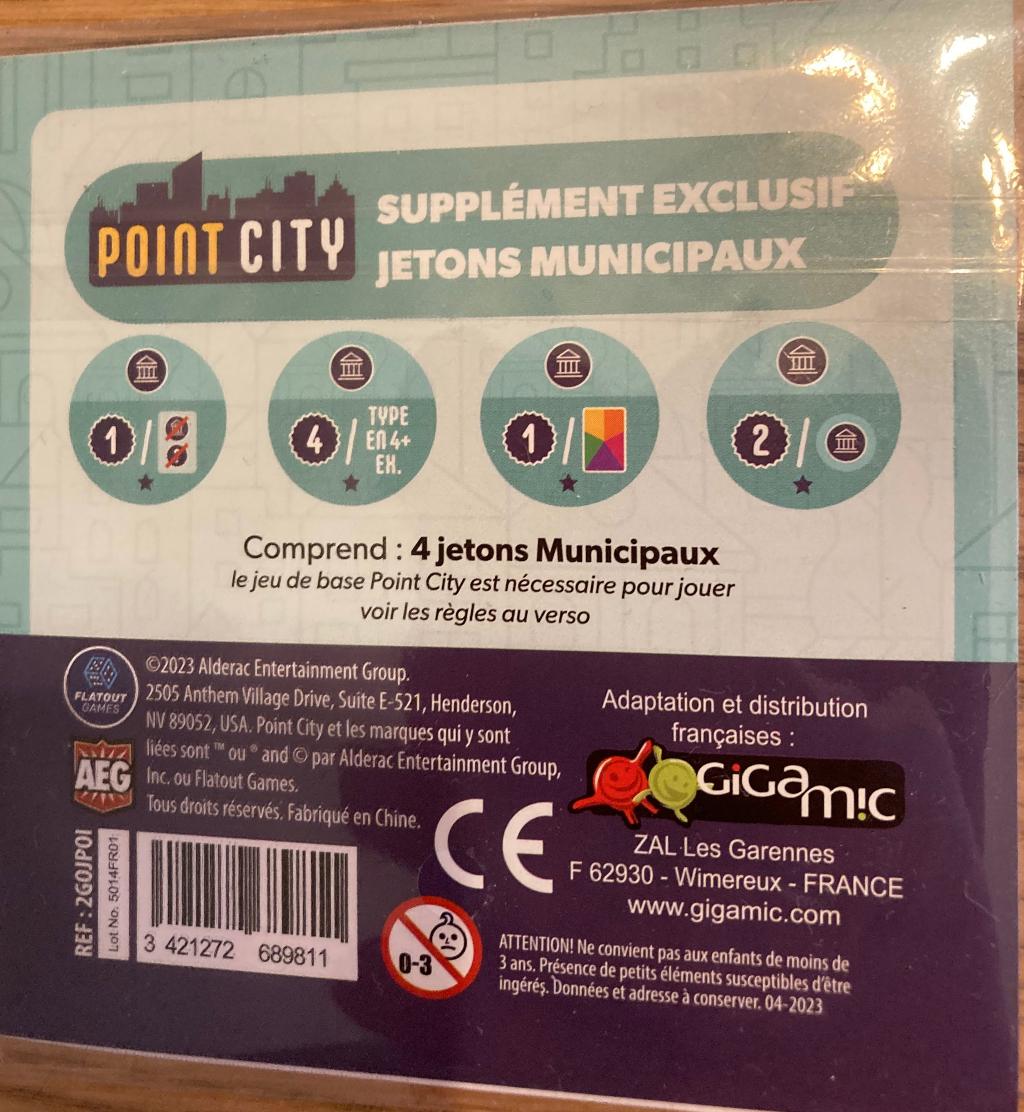 POINT CITY
SUPPLÉMENT EXCLUSIF
JETONS MUNICIPAUX
1 /
4 / TYPE
EN 4+
EX.
1 /
2 /
Comprend : 4 jetons Municipaux
le jeu de base Point City est nécessaire pour jouer
voir les règles au verso
FLATOUT
GAMES
AEG
©2023 Alderac Entertainment Group.
2505 Anthem Village Drive, Suite E-521, Henderson,
NV 89052, USA. Point City et les marques qui y sont
liées sont ™ ou ® and © par Alderac Entertainment Group,
Inc. ou Flatout Games.
Tous droits réservés. Fabriqué en Chine.
Adaptation et distribution
françaises :
GiGamic
ZAL Les Garennes
F 62930 - Wimereux - FRANCE
www.gigamic.com
CE
REF : 2GOJPOI
Lot No. 5014FR01
3 421272 689811
0-3
ATTENTION! Ne convient pas aux enfants de moins de
3 ans. Présence de petits éléments susceptibles d'être
ingérés. Données et adresse à conserver. 04-2023